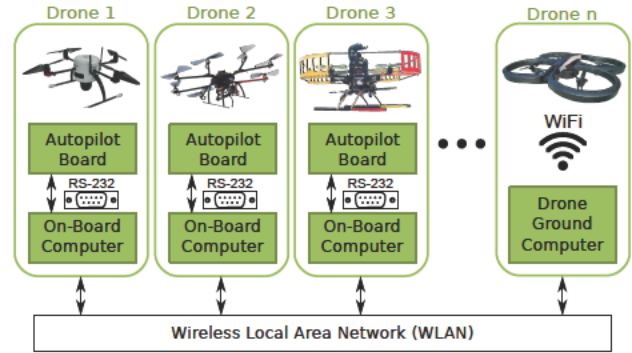 Drone 1
Drone 2
Drone 3
Drone n
Autopilot
Board
RS-232
On-Board
Computer
Autopilot
Board
RS-232
On-Board
Computer
Autopilot
Board
RS-232
On-Board
Computer
WiFi
Drone
Ground
Computer
Wireless Local Area Network (WLAN)